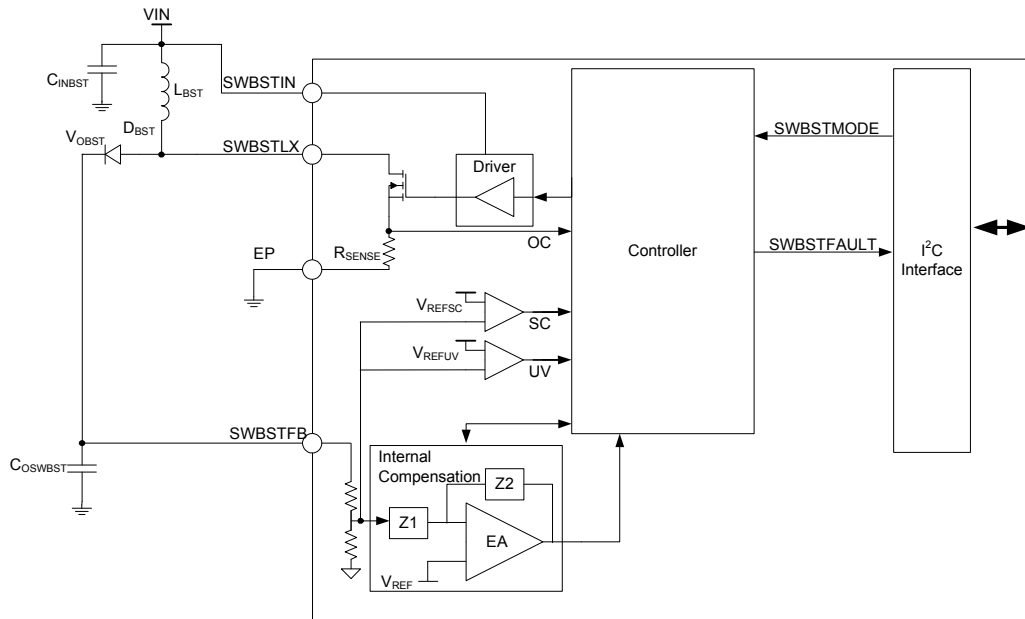 VIN
CINBST
LBST
SWBSTIN
DBST
VOBST
SWBSTLX
Driver
SWBSTMODE
OC
Controller
SWBSTFAULT
I2C
Interface
EP
RSENSE
VREFSC
SC
VREFUV
UV
SWBSTFB
COSWBST
Internal
Compensation
Z2
Z1
EA
VREF